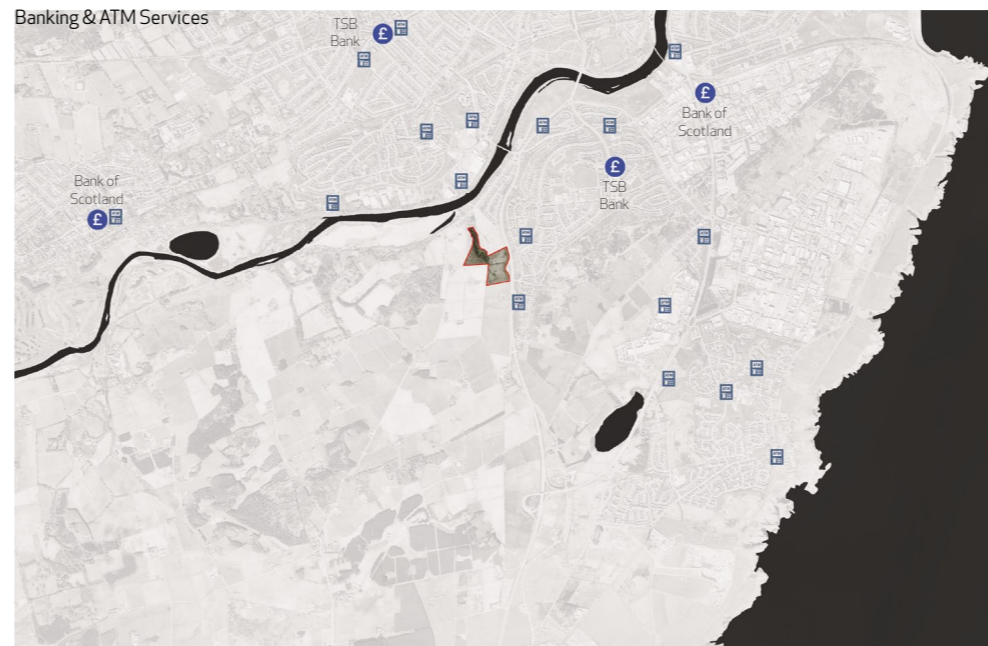 Banking & ATM Services
TSB
Bank
£
£
Bank of
Scotland
£
TSB
Bank
Bank of
Scotland
£